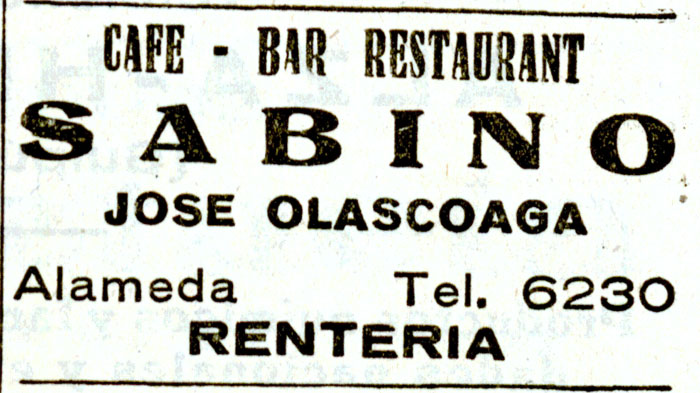 CAFE - BAR RESTAURANT
SABINO
JOSE OLASCOAGA
Alameda Tel. 6230
RENTERIA